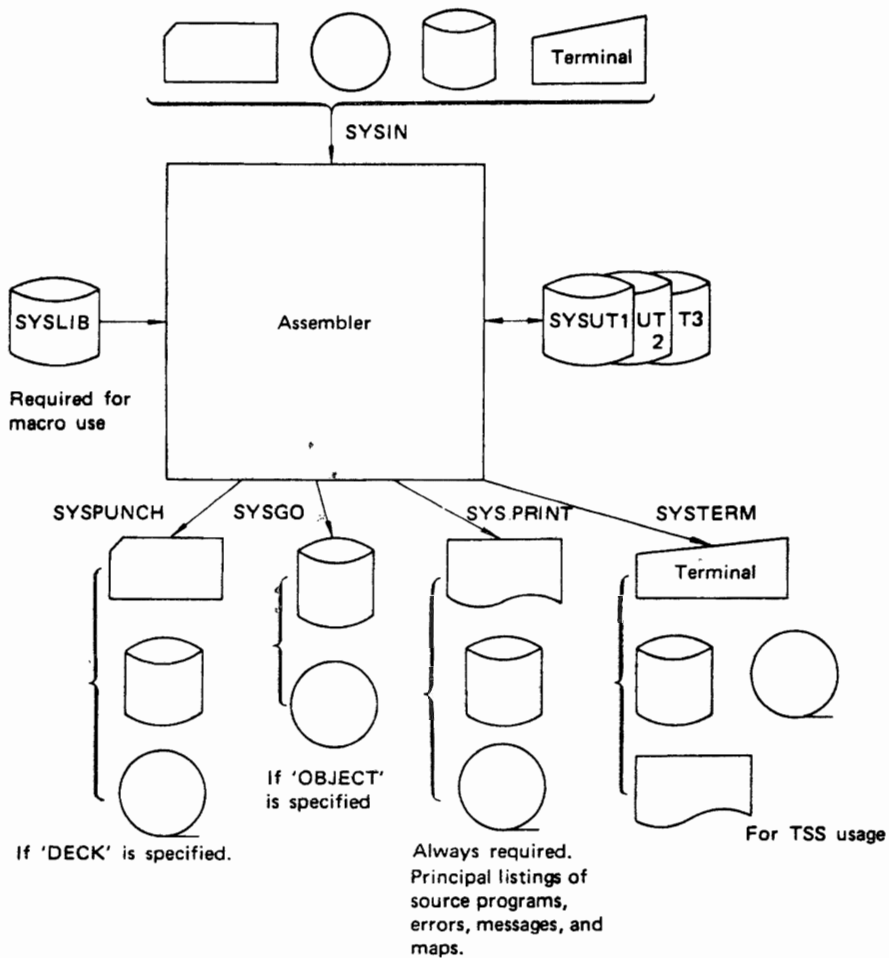 Terminal
SYSIN
SYSLIB
Assembler
SYSUT1
UT
2
T3
Required for
macro use
SYSPUNCH
SYSGO
SYS.PRINT
SYSTERM
Terminal
If 'OBJECT'
is specified
If 'DECK' is specified.
Always required.
Principal listings of
source programs,
errors, messages, and
maps.
For TSS usage